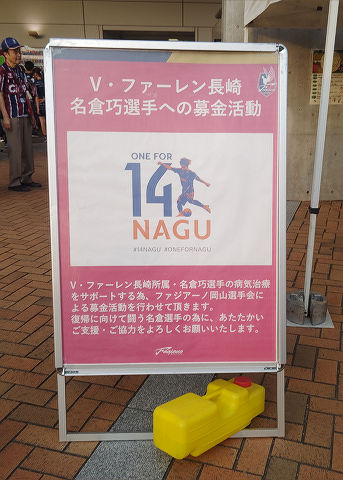 V・ファーレン長崎
名倉巧選手への募金活動
ONE FOR
14
NAGU
#14NAGU #ONEFORNAGU
V・ファーレン長崎所属・名倉巧選手の病気治療
をサポートする為、ファジアーノ岡山選手会に
よる募金活動を行わせて頂きます。
復帰に向けて闘う名倉選手の為に、あたたかい
ご支援・ご協力をよろしくお願いいたします。
Fagiano